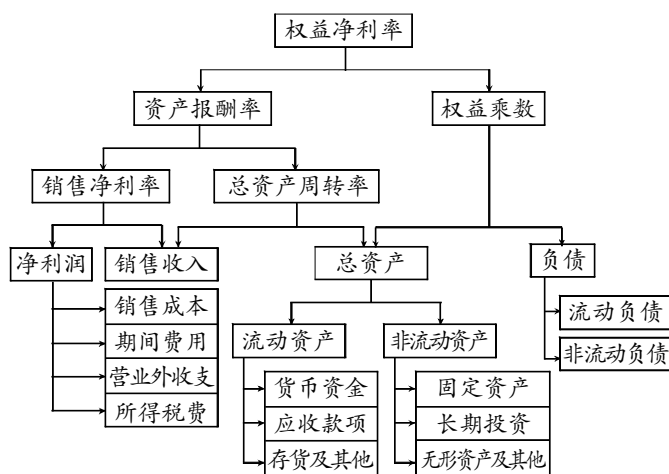 权益净利率
资产报酬率
权益乘数
销售净利率
总资产周转率
净利润
销售收入
总资产
负债
销售成本
期间费用
营业外收支
所得税费
流动资产
非流动资产
流动负债
非流动负债
货币资金
应收款项
存货及其他
固定资产
长期投资
无形资产及其他